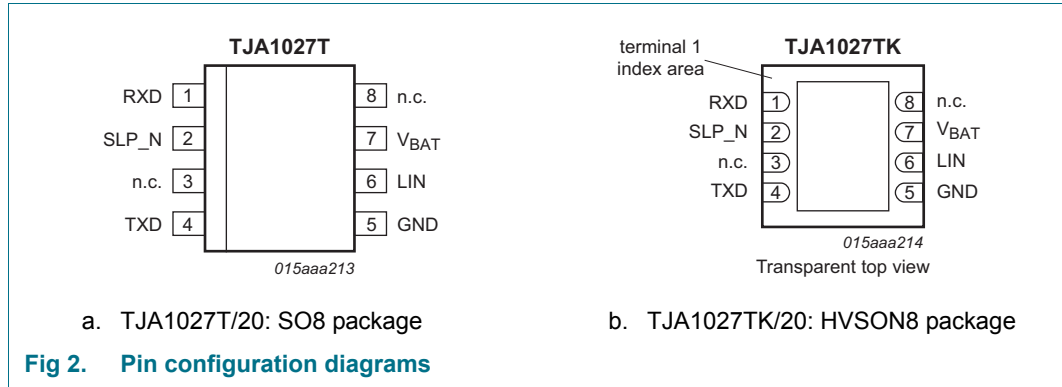 TJA1027T
RXD 1
8 n.c.
SLP_N 2
7 VBAT
n.c. 3
6 LIN
TXD 4
5 GND
015aaa213
a. TJA1027T/20: SO8 package
terminal 1
index area
TJA1027TK
RXD 1
8 n.c.
SLP_N 2
7 VBAT
n.c. 3
6 LIN
TXD 4
5 GND
015aaa214
Transparent top view
b. TJA1027TK/20: HVSON8 package
Fig 2. Pin configuration diagrams